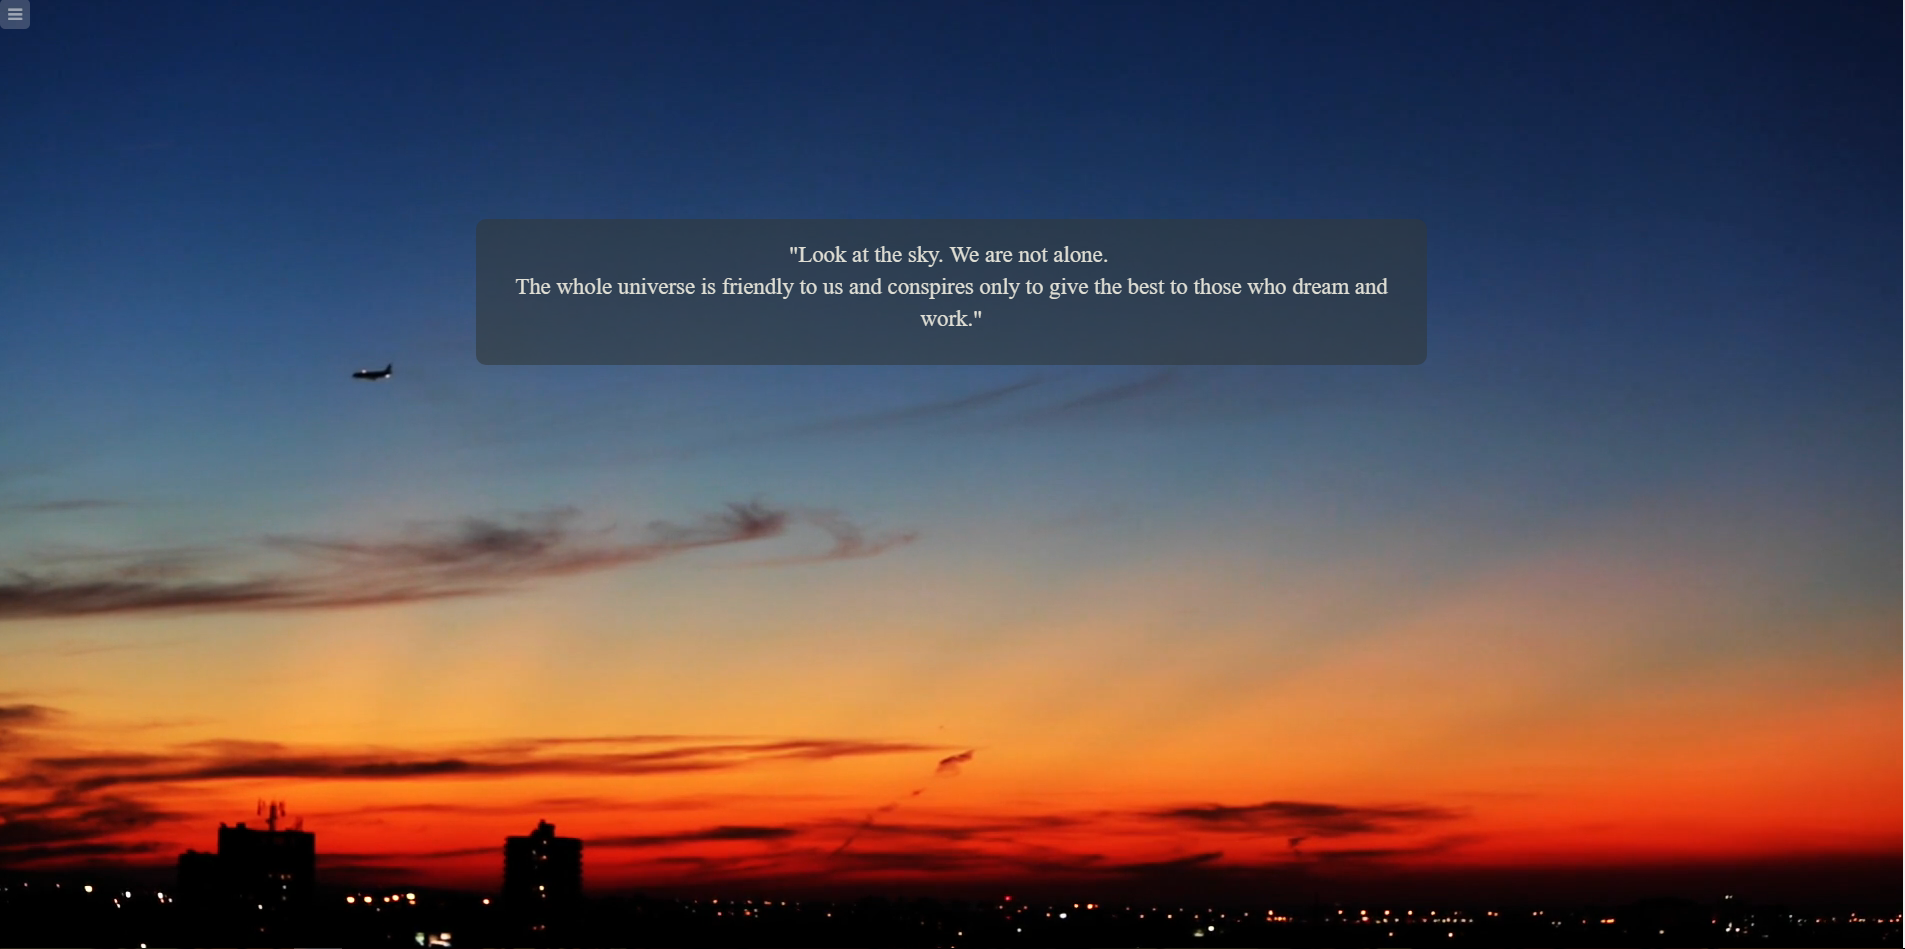 "Look at the sky. We are not alone.
The whole universe is friendly to us and conspires only to give the best to those who dream and
work."